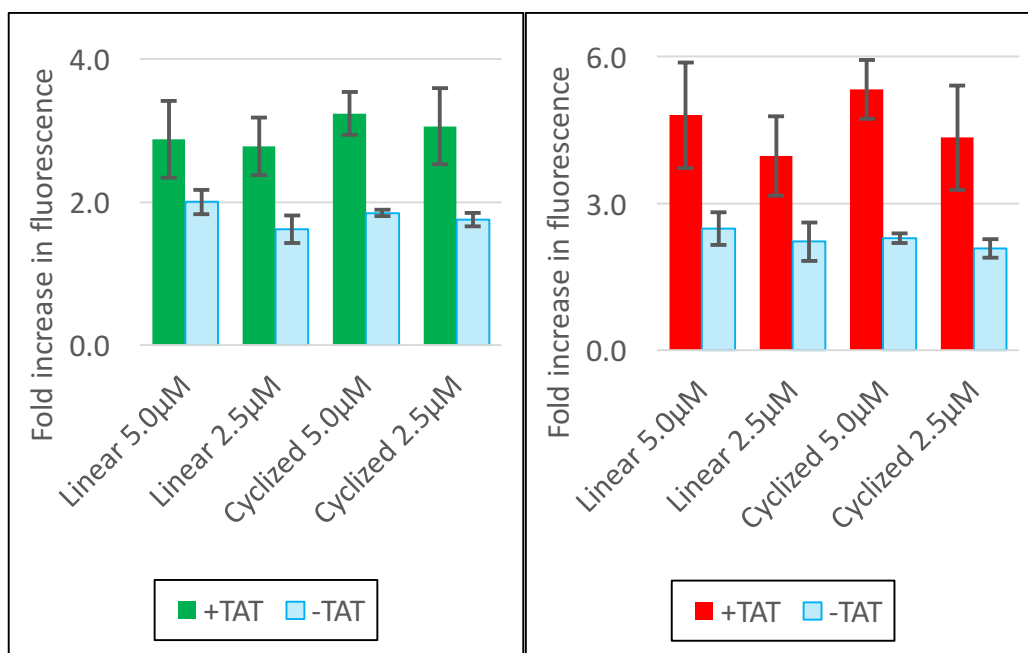 Fold increase in fluorescence
4.0
2.0
0.0
Linear 5.0µM
Linear 2.5µM
Cyclized 5.0µM
Cyclized 2.5µM
+TAT -TAT
Fold increase in fluorescence
6.0
3.0
0.0
Linear 5.0µM
Linear 2.5µM
Cyclized 5.0µM
Cyclized 2.5µM
+TAT -TAT